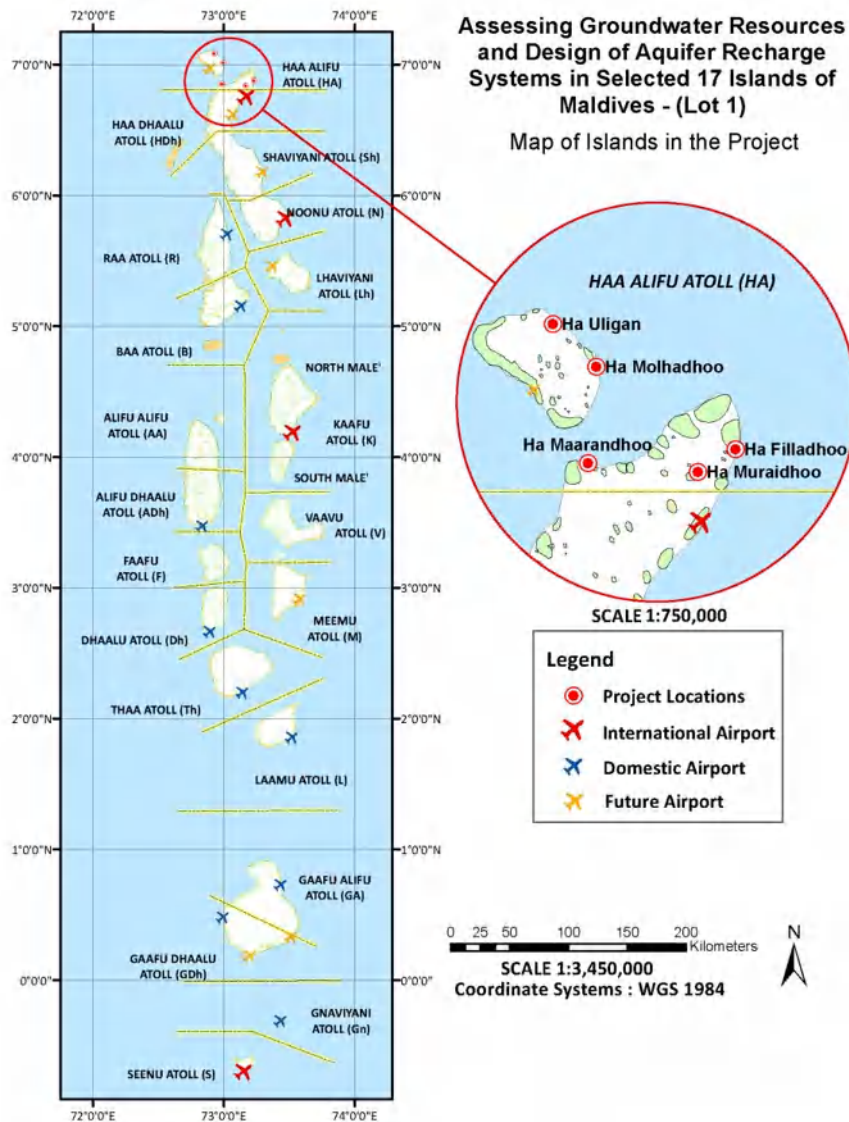 Assessing Groundwater Resources
and Design of Aquifer Recharge
Systems in Selected 17 Islands of
Maldives - (Lot 1)
Map of Islands in the Project
72°0'0"E
73°0'0"E
74°0'0"E
7°0'0"N
6°0'0"N
5°0'0"N
4°0'0"N
3°0'0"N
2°0'0"N
1°0'0"N
0°0'0"N
7°0'0"N
6°0'0"N
5°0'0"N
4°0'0"N
3°0'0"N
2°0'0"N
1°0'0"N
0°0'0"N
HAA ALIFU
ATOLL (HA)
HAA DHAALU
ATOLL (HDh)
SHAVIYANI ATOLL (Sh)
NOONU ATOLL (N)
RAA ATOLL (R)
LHAVIYANI
ATOLL (Lh)
BAA ATOLL (B)
NORTH MALE'
ALIFU ALIFU
ATOLL (AA)
KAAFU
ATOLL (K)
SOUTH MALE'
ALIFU DHAALU
ATOLL (ADh)
VAAVU
ATOLL (V)
FAAFU
ATOLL (F)
MEEMU
ATOLL (M)
DHAALU ATOLL (Dh)
THAA ATOLL (Th)
LAAMU ATOLL (L)
GAAFU ALIFU
ATOLL (GA)
GAAFU DHAALU
ATOLL (GDh)
GNAVIYANI
ATOLL (Gn)
SEENU ATOLL (S)
72°0'0"E
73°0'0"E
74°0'0"E
HAA ALIFU ATOLL (HA)
Ha Uligan
Ha Molhadhoo
Ha Maarandhoo
Ha Filladhoo
Ha Muraidhoo
SCALE 1:750,000
Legend
Project Locations
International Airport
Domestic Airport
Future Airport
0 25 50 100 150 200
Kilometers
SCALE 1:3,450,000
Coordinate Systems : WGS 1984
N